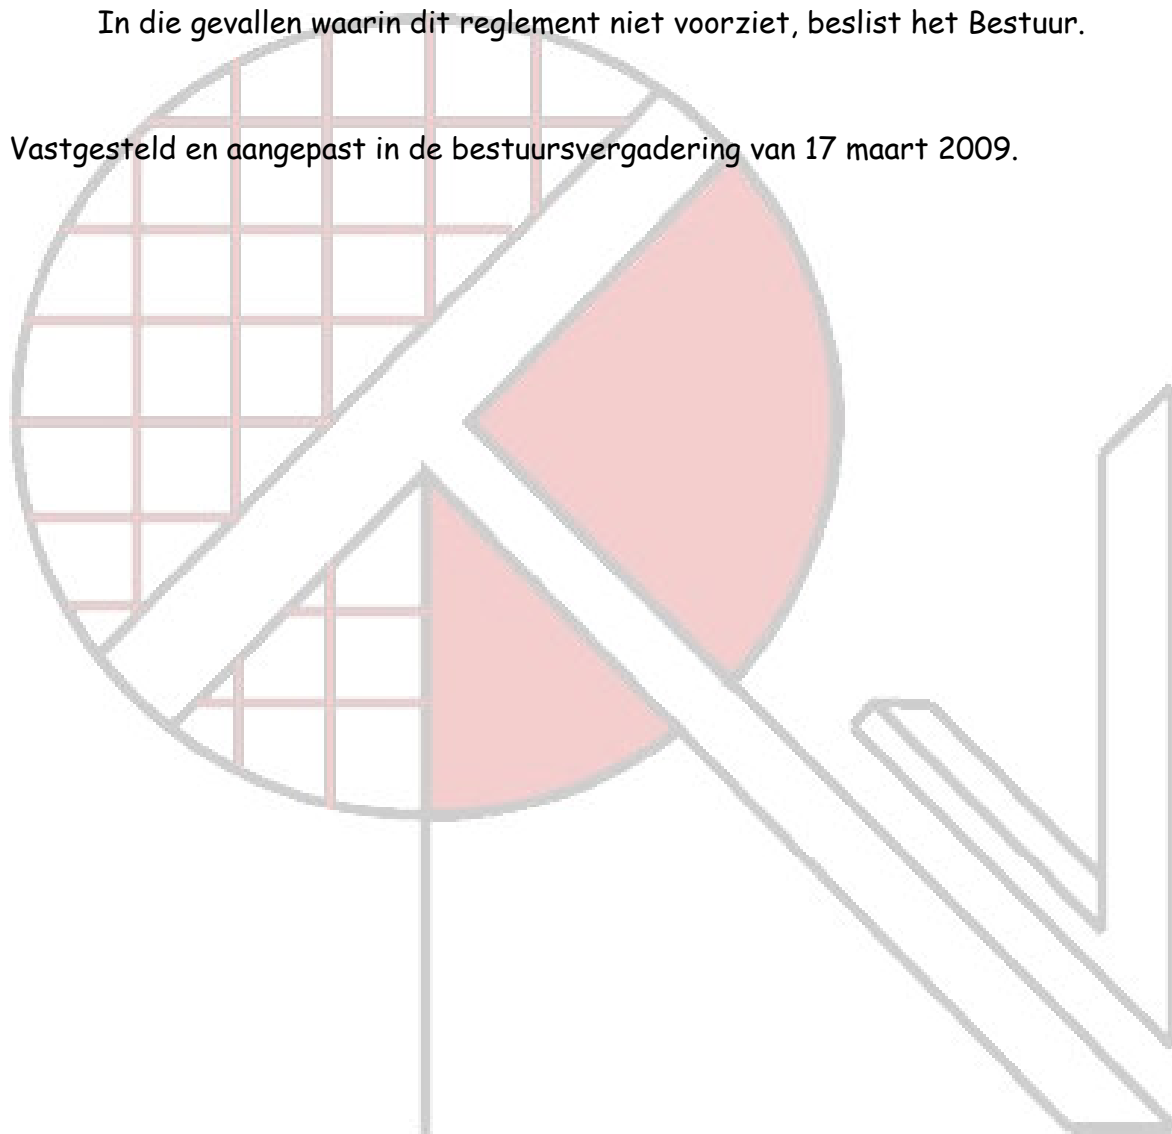 In die gevallen waarin dit reglement niet voorziet, beslist het Bestuur.
Vastgesteld en aangepast in de bestuursvergadering van 17 maart 2009.